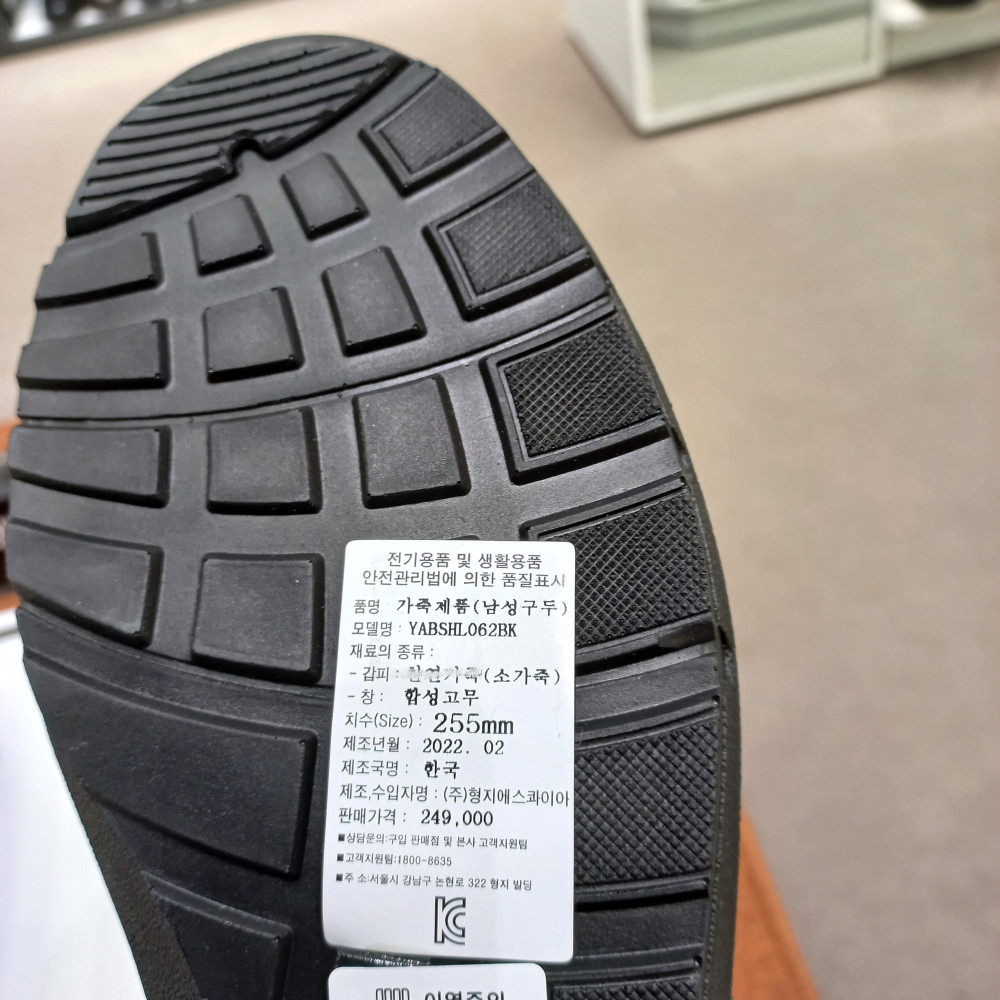 전기용품 및 생활용품
안전관리법에 의한 품질표시
품명 : 가죽제품(남성구두)
모델명 : YABSHL062BK
재료의 종류 :
- 갑피 : 천연가죽(소가죽)
- 창 : 합성고무
치수(Size) : 255mm
제조년월 : 2022. 02
제조국명 : 한국
제조,수입자명 : (주)형지에스콰이아
판매가격 : 249,000
■상담문의:구입 판매점 및 본사 고객지원팀
■고객지원팀:1800-8635
■주 소:서울시 강남구 논현로 322 형지 빌딩
KC